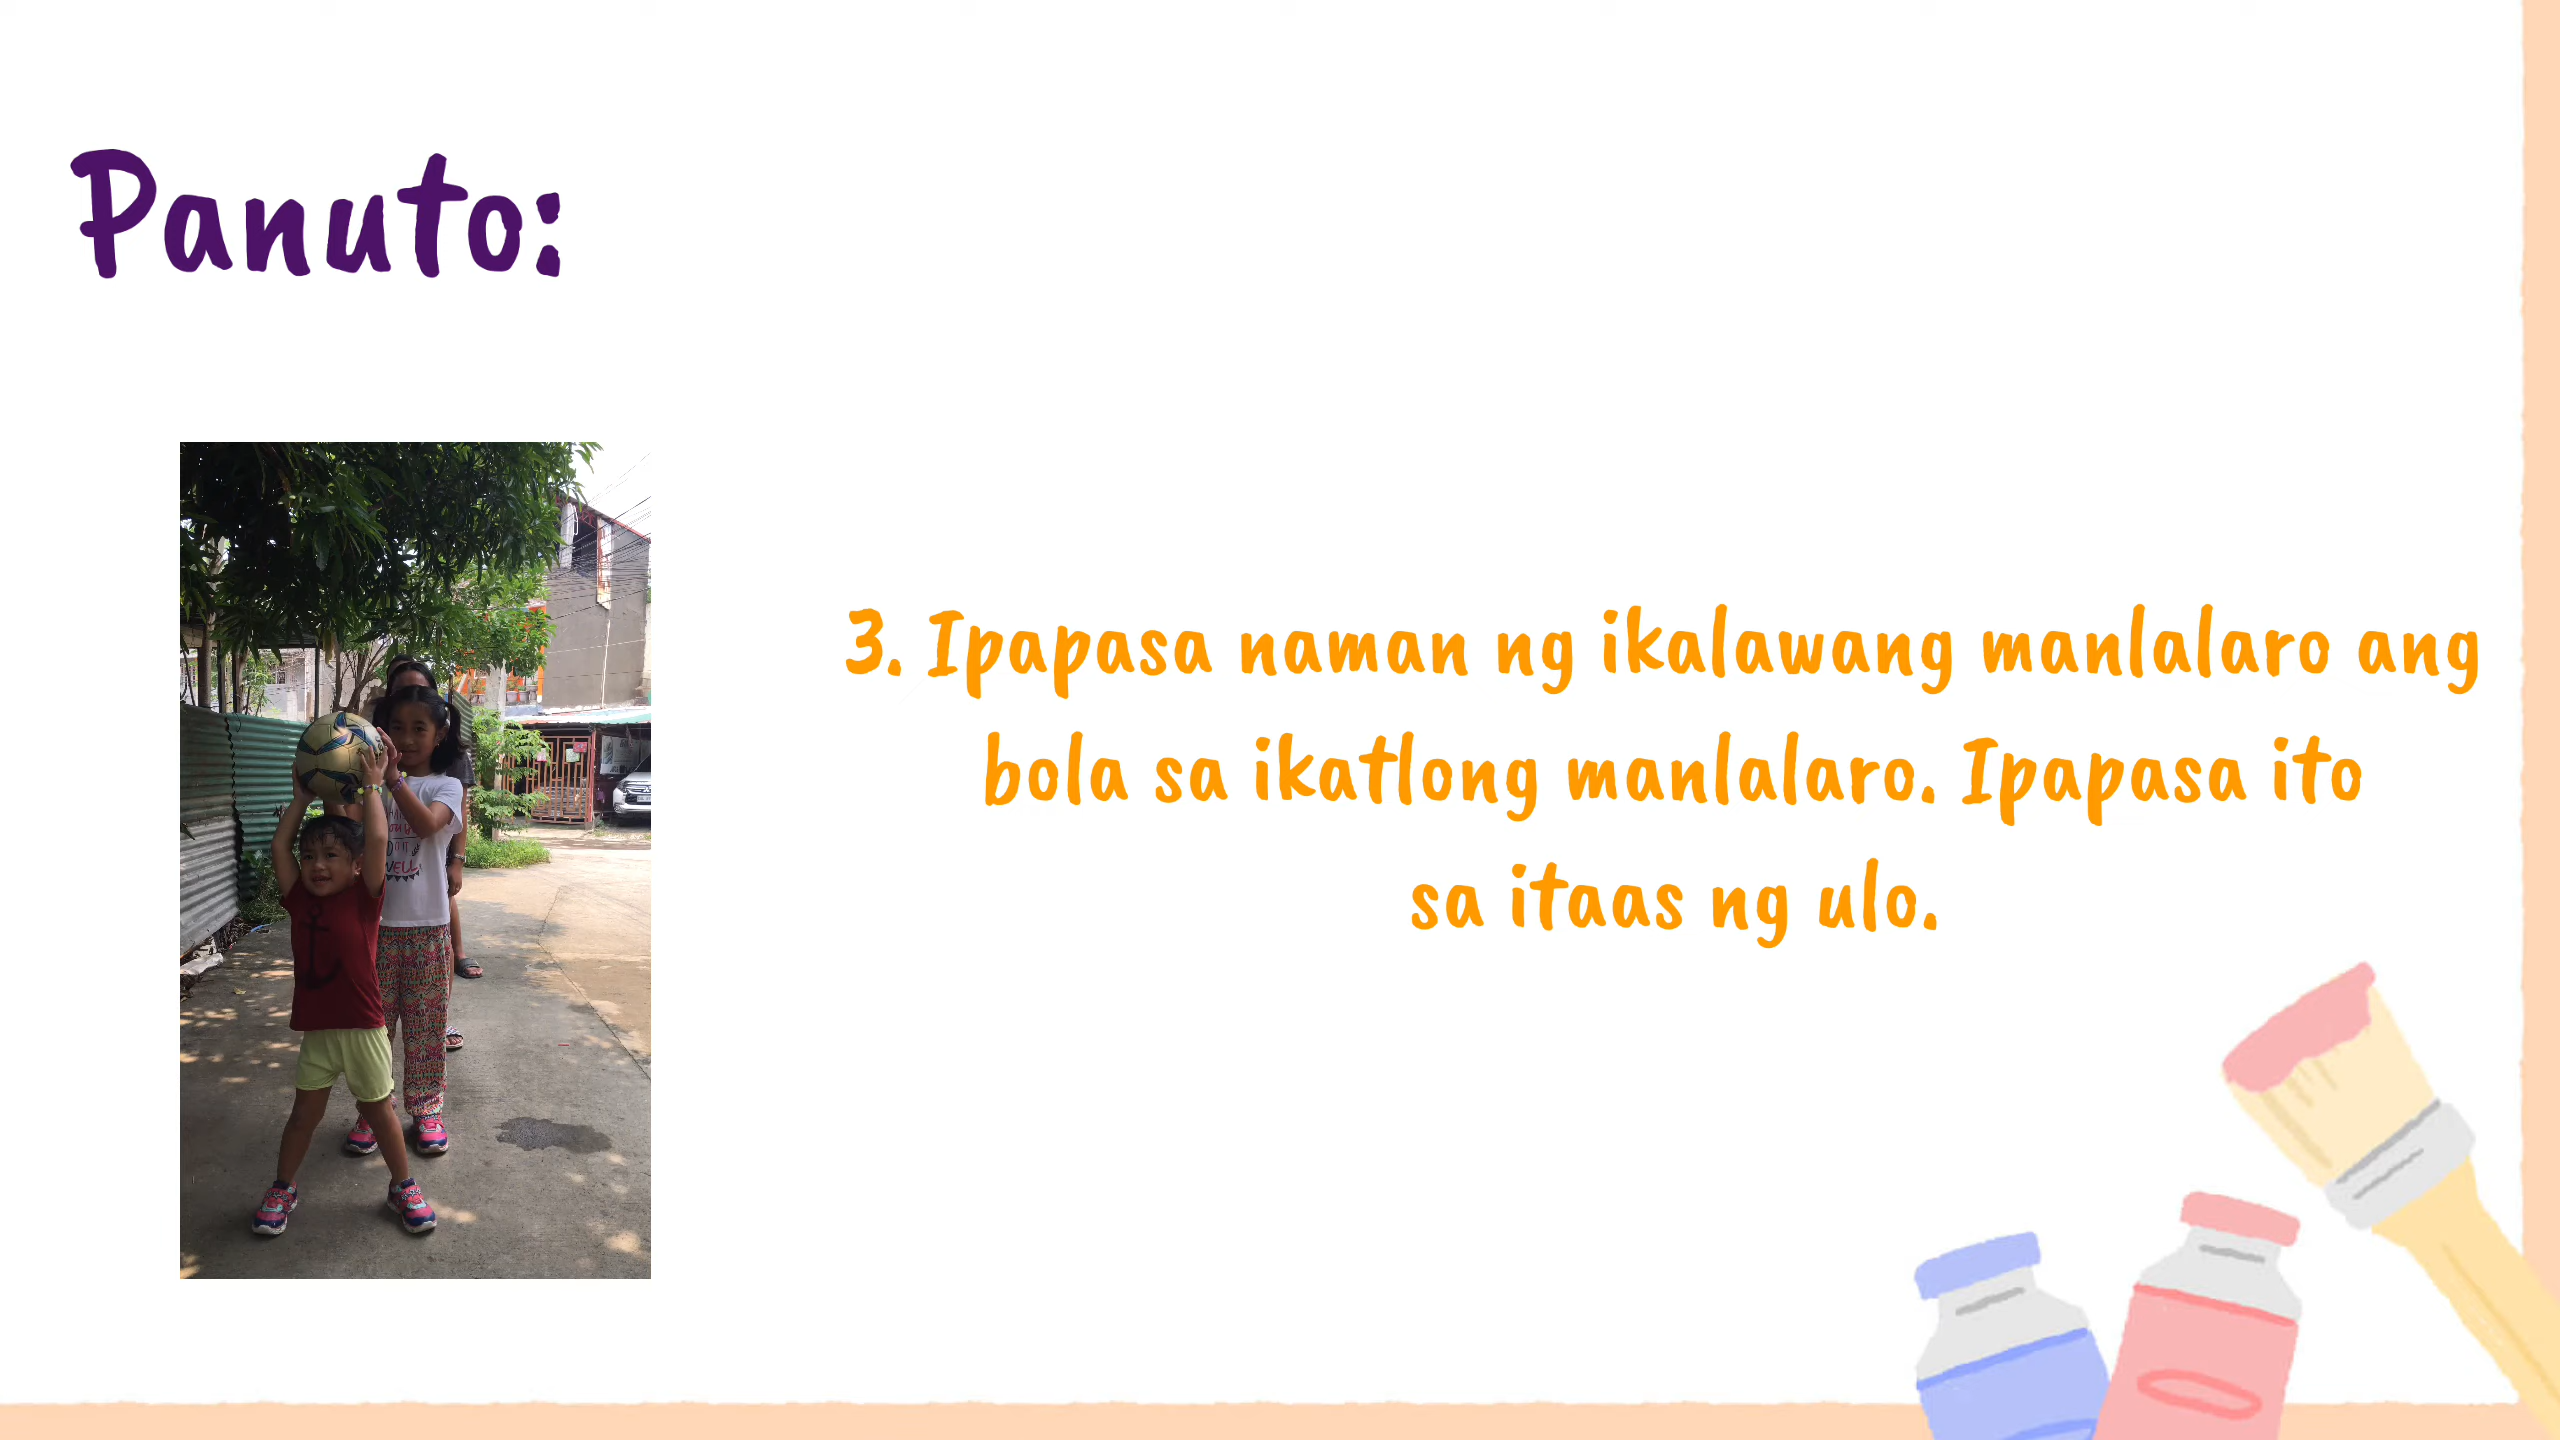 Panuto:
3. Ipapasa naman ng ikalawang manlalaro ang
bola sa ikatlong manlalaro. Ipapasa ito
sa itaas ng ulo.